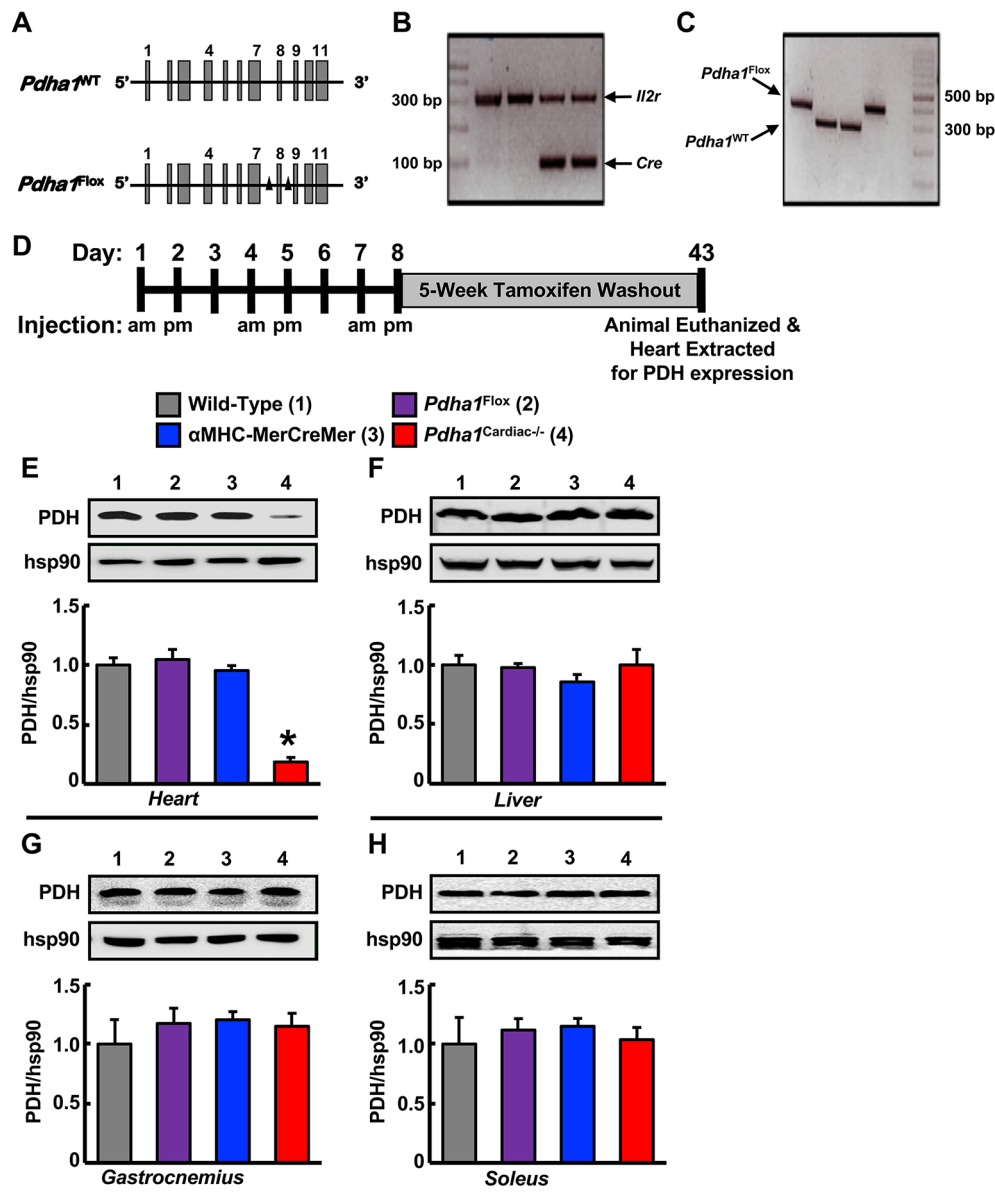 A
1 4 7 8 9 11
Pdha1WT 5’ 3’
1 4 7 8 9 11
Pdha1Flox 5’ 3’
B
300 bp
100 bp
Il2r
Cre
C
Pdha1Flox
Pdha1WT
500 bp
300 bp
D
Day: 1 2 3 4 5 6 7 8 43
5-Week Tamoxifen Washout
Injection: am pm am pm am pm
Animal Euthanized &
Heart Extracted
for PDH expression
Wild-Type (1)
Pdha1Flox (2)
αMHC-MerCreMer (3)
Pdha1Cardiac-/- (4)
E
1 2 3 4
PDH
hsp90
PDH/hsp90
1.5
1.0
0.5
0
*
Heart
F
1 2 3 4
PDH
hsp90
PDH/hsp90
1.5
1.0
0.5
0
Liver
G
1 2 3 4
PDH
hsp90
PDH/hsp90
1.5
1.0
0.5
0
Gastrocnemius
H
1 2 3 4
PDH
hsp90
PDH/hsp90
1.5
1.0
0.5
0
Soleus